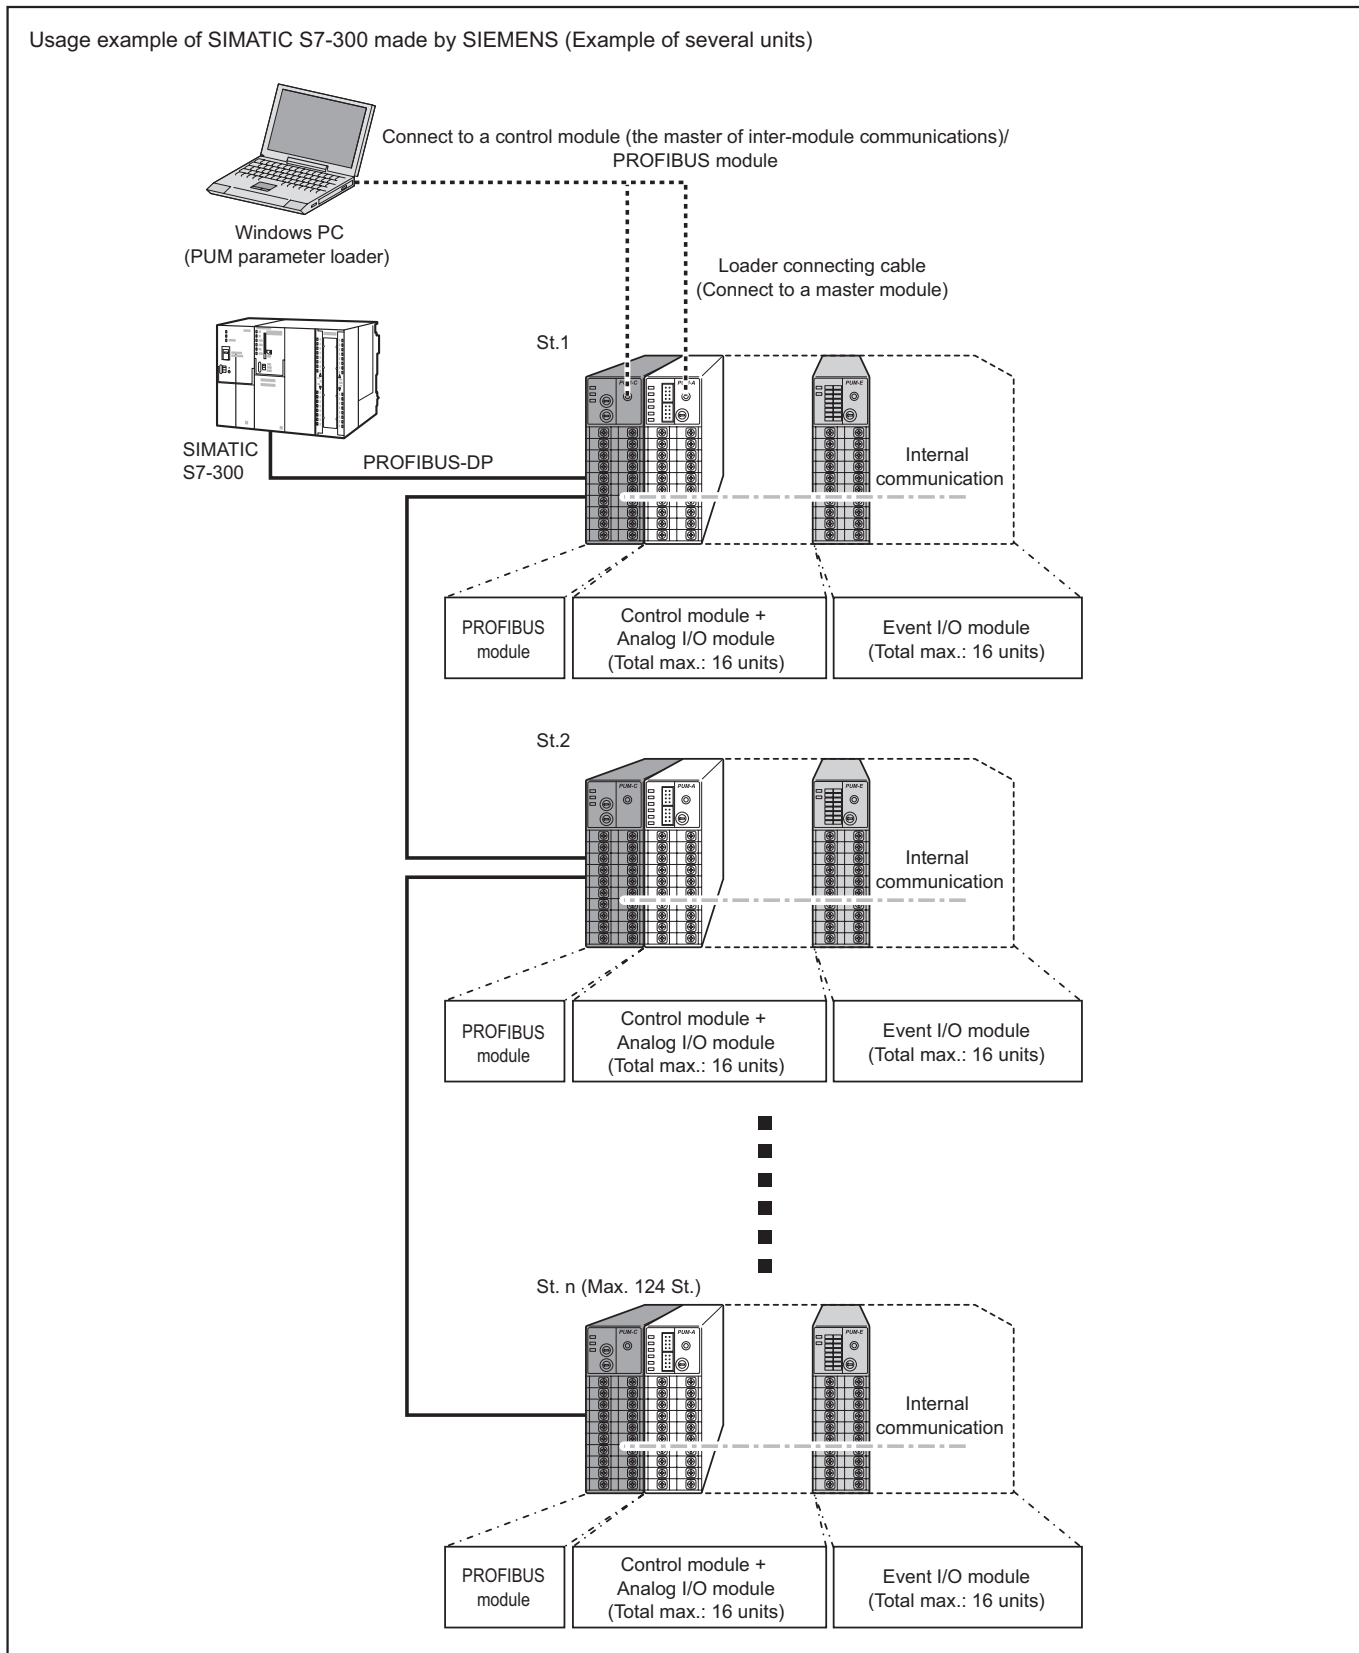 Usage example of SIMATIC S7-300 made by SIEMENS (Example of several units)
Connect to a control module (the master of inter-module communications)/
PROFIBUS module
Windows PC
(PUM parameter loader)
Loader connecting cable
(Connect to a master module)
St.1
SIMATIC
S7-300
PROFIBUS-DP
PUM-E
Internal
communication
PROFIBUS
module
Control module +
Analog I/O module
(Total max.: 16 units)
Event I/O module
(Total max.: 16 units)
St.2
PUM-C
PUM-A
PUM-E
Internal
communication
PROFIBUS
module
Control module +
Analog I/O module
(Total max.: 16 units)
Event I/O module
(Total max.: 16 units)
St. n (Max. 124 St.)
PUM-C
PUM-A
PUM-E
Internal
communication
PROFIBUS
module
Control module +
Analog I/O module
(Total max.: 16 units)
Event I/O module
(Total max.: 16 units)